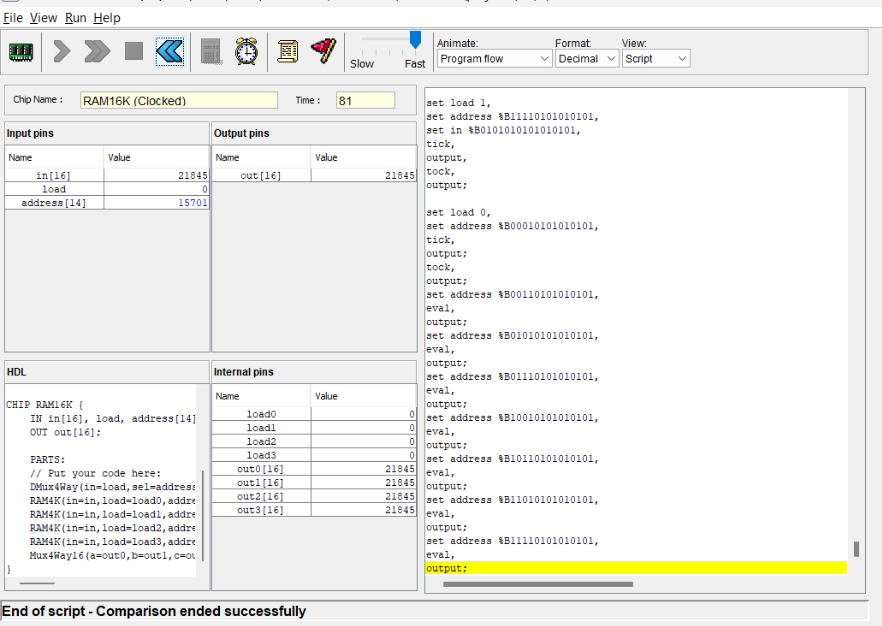 File View Run Help
Slow
Fast
Animate:
Program flow
Format:
Decimal
View:
Script
Chip Name :
RAM16K (Clocked)
Time :
81
Input pins
Name Value
in[16] 21845
load 0
address[14] 15701
Output pins
Name Value
out[16] 21845
HDL
CHIP RAM16K {
IN in[16], load, address[14]
OUT out[16];
PARTS:
// Put your code here:
DMux4Way(in=load,sel=address
RAM4K(in=in,load=load0,addre
RAM4K(in=in,load=load1,addre
RAM4K(in=in,load=load2,addre
RAM4K(in=in,load=load3,addre
Mux4Way16(a=out0,b=out1,c=ou
}
Internal pins
Name Value
load0 0
load1 0
load2 0
load3 0
out0[16] 21845
out1[16] 21845
out2[16] 21845
out3[16] 21845
set load 1,
set address %B11110101010101,
set in %B0101010101010101,
tick,
output,
tock,
output;
set load 0,
set address %B00010101010101,
tick,
output;
tock,
output;
set address %B00110101010101,
eval,
output;
set address %B01010101010101,
eval,
output;
set address %B01110101010101,
eval,
output;
set address %B10010101010101,
eval,
output;
set address %B10110101010101,
eval,
output;
set address %B11010101010101,
eval,
output;
set address %B11110101010101,
eval,
output;
End of script - Comparison ended successfully